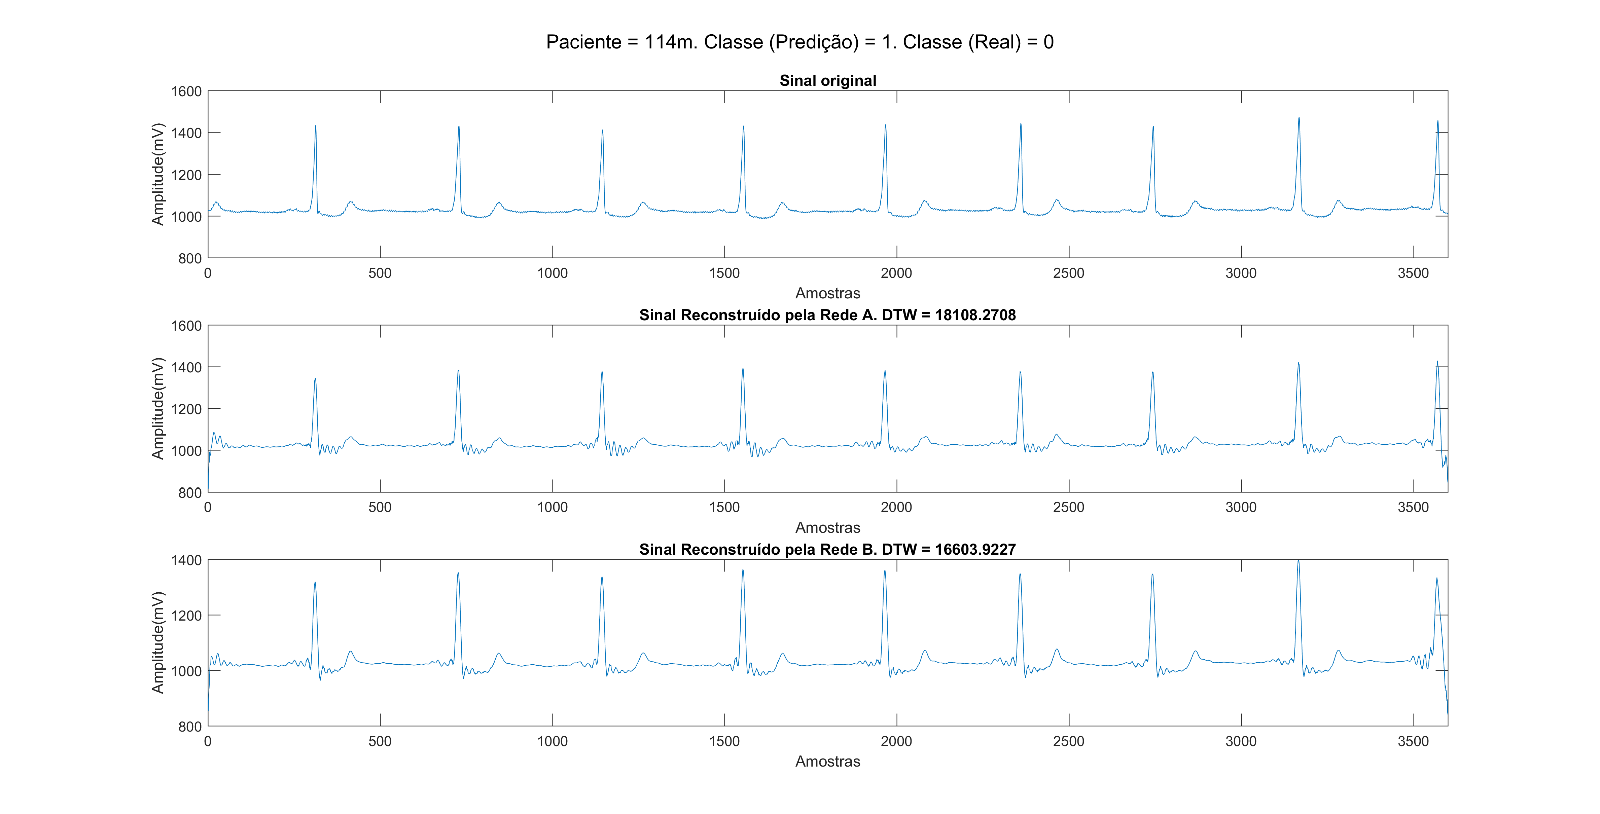 Paciente = 114m. Classe (Predição) = 1. Classe (Real) = 0
Sinal original
1600
1400
1200
1000
800
Amplitude(mV)
0 500 1000 1500 2000 2500 3000 3500
Amostras
Sinal Reconstruído pela Rede A. DTW = 18108.2708
1600
1400
1200
1000
800
Amplitude(mV)
0 500 1000 1500 2000 2500 3000 3500
Amostras
Sinal Reconstruído pela Rede B. DTW = 16603.9227
1400
1200
1000
800
Amplitude(mV)
0 500 1000 1500 2000 2500 3000 3500
Amostras